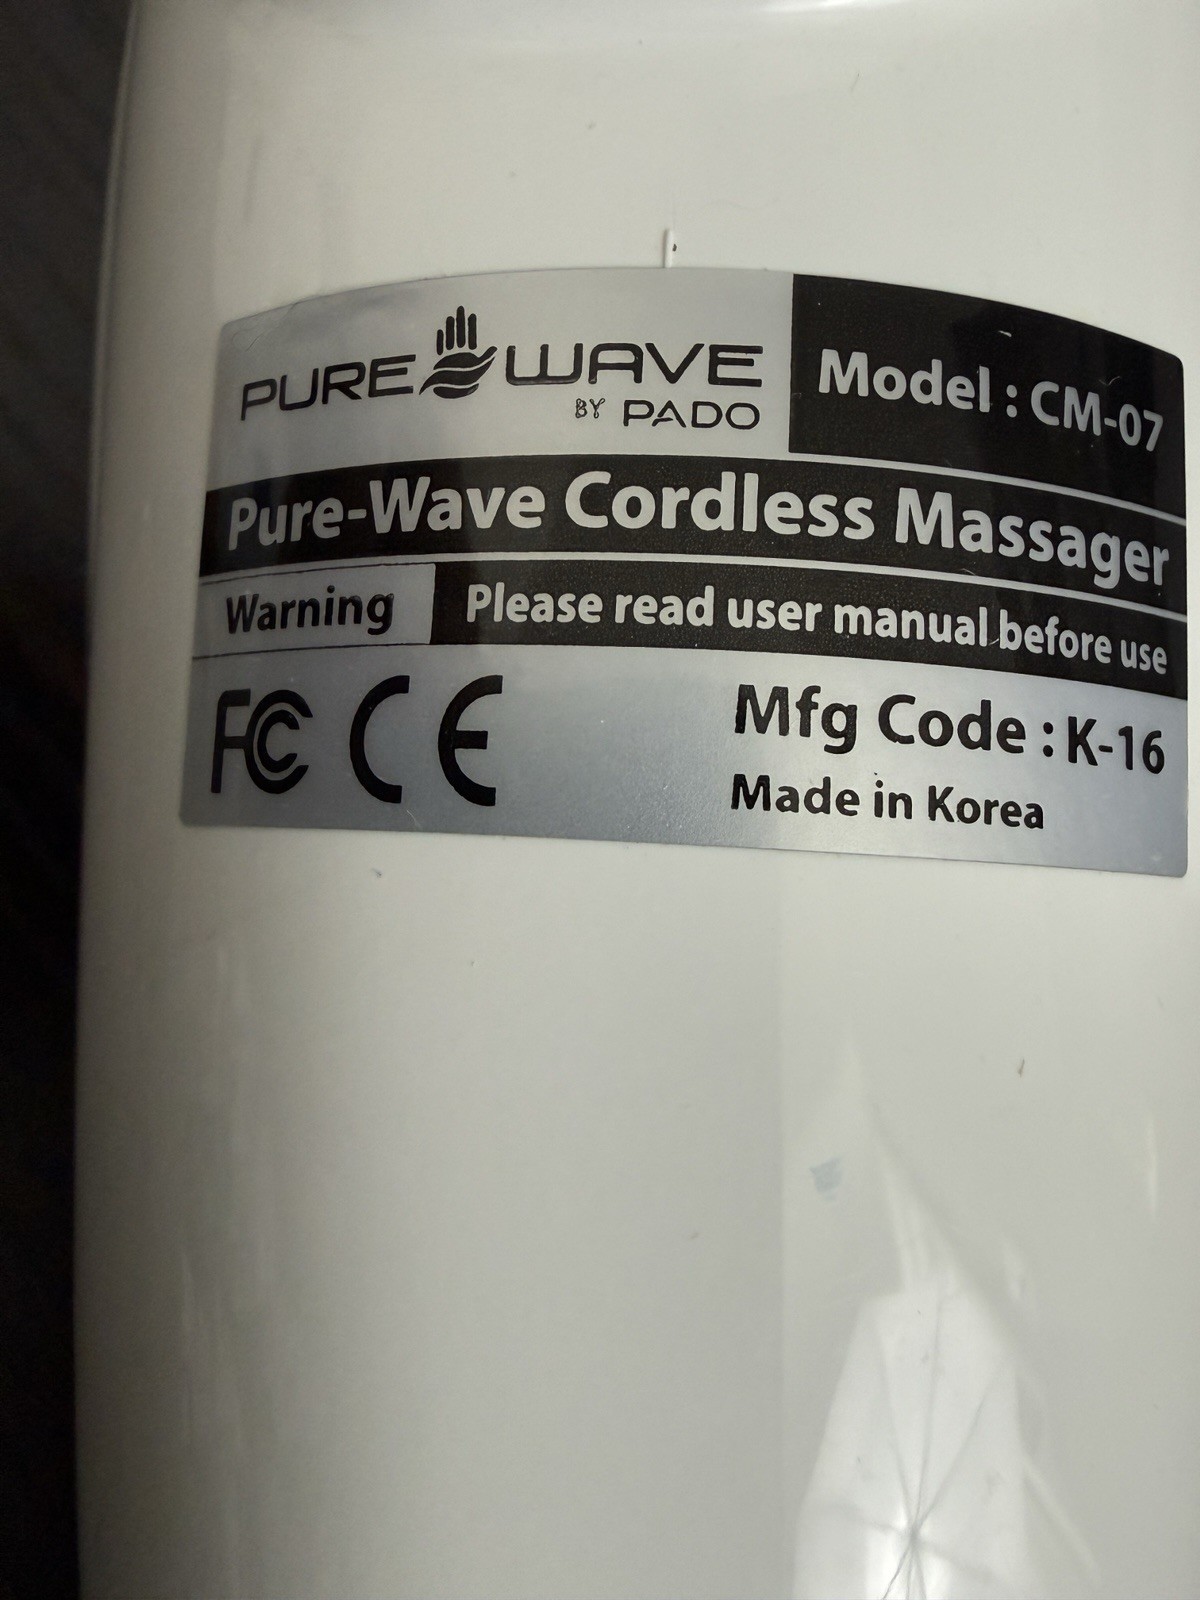 PURE WAVE
BY PADO
Model : CM-07
Pure-Wave Cordless Massager
Warning Please read user manual before use
FC CE
Mfg Code : K-16
Made in Korea